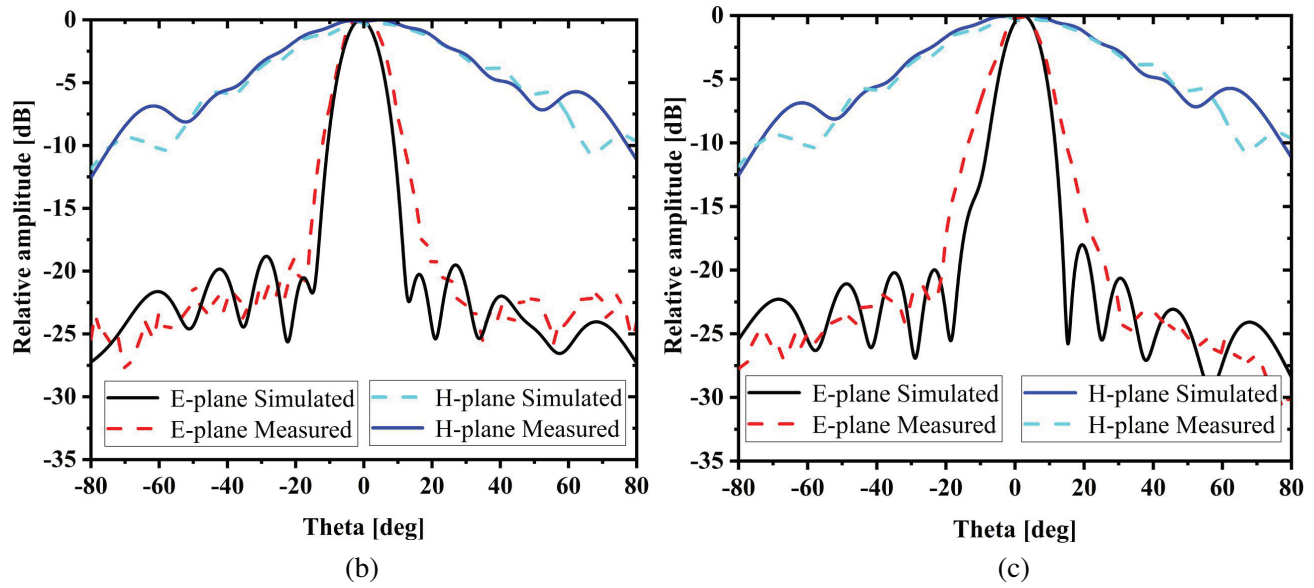 0
-5
-10
-15
-20
-25
-30
-35
Relative amplitude [dB]
E-plane Simulated
E-plane Measured
H-plane Simulated
H-plane Measured
-80 -60 -40 -20 0 20 40 60 80
Theta [deg]
(b)
0
-5
-10
-15
-20
-25
-30
-35
Relative amplitude [dB]
E-plane Simulated
E-plane Measured
H-plane Simulated
H-plane Measured
-80 -60 -40 -20 0 20 40 60 80
Theta [deg]
(c)